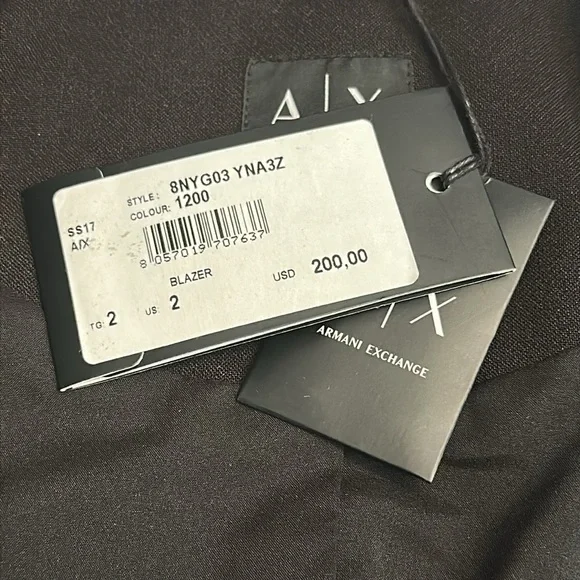 A|X
STYLE: 8NYG03 YNA3Z
COLOUR: 1200
SS17
A/X
8 057019 707637
BLAZER
USD 200,00
TG: 2
US: 2
|X
ARMANI EXCHANGE